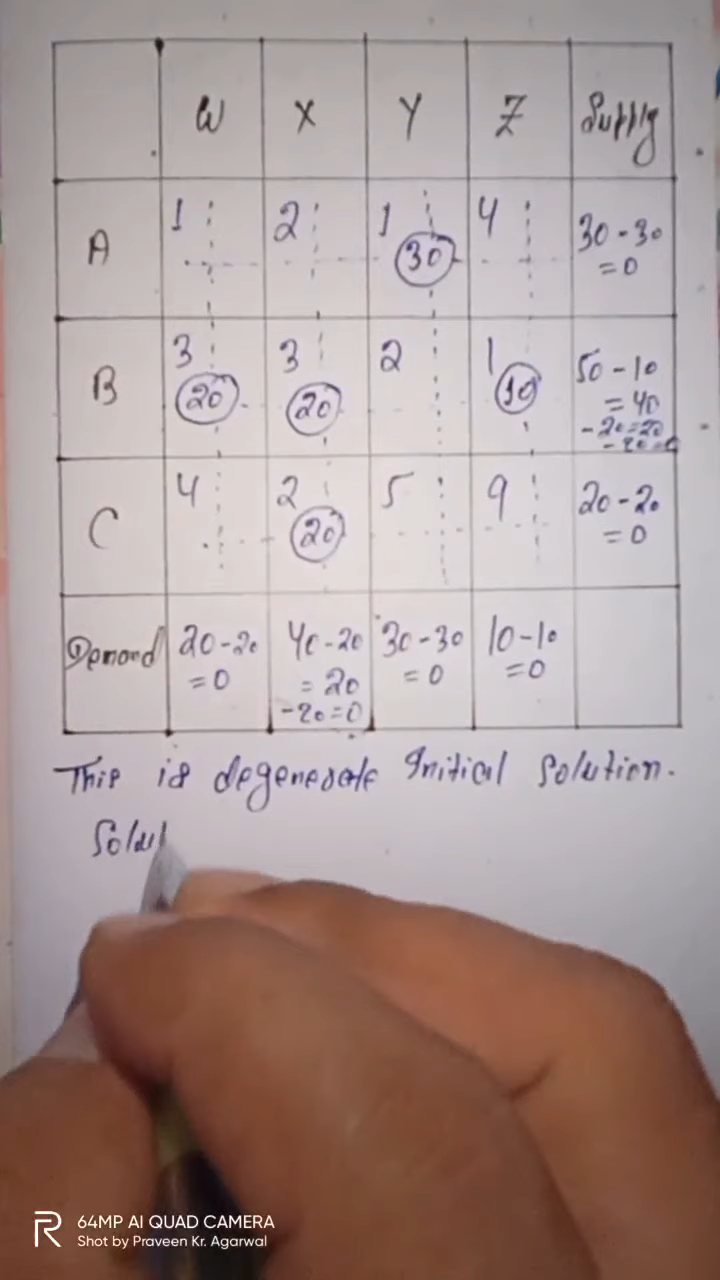 W X Y Z Supply
A 1 2 1 30 4 30 - 30 = 0
B 3 20 3 20 2 1 10 50 - 10 = 40 - 20 = 20 - 20 = 0
C 4 2 20 5 9 20 - 20 = 0
Demand 20 - 20 = 0 40 - 20 = 20 - 20 = 0 30 - 30 = 0 10 - 10 = 0
This is degenerate initial solution.
Solu
64MP AI QUAD CAMERA
Shot by Praveen Kr. Agarwal